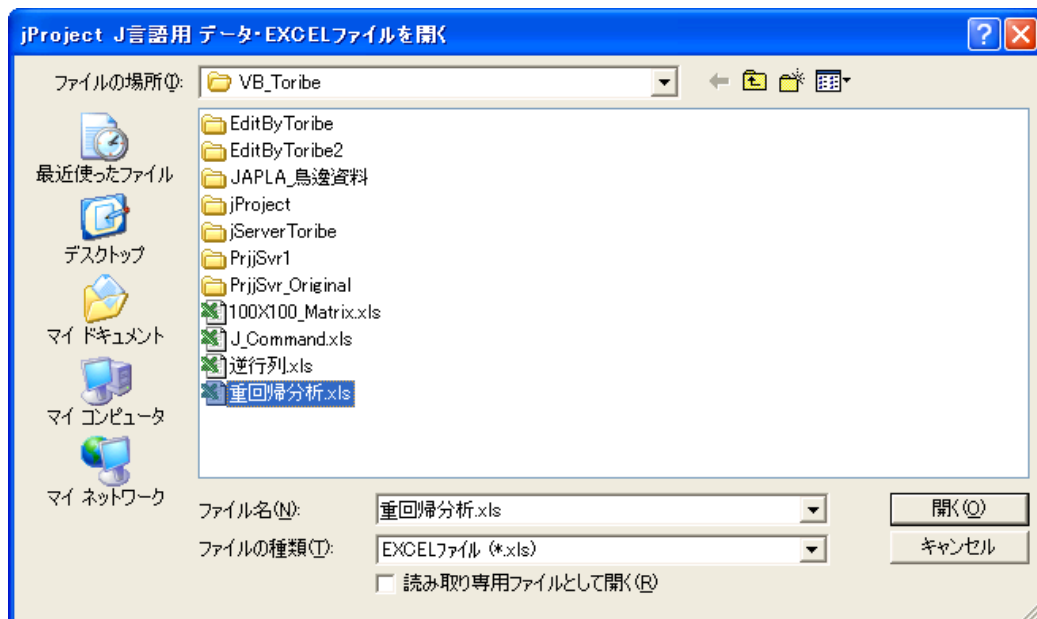 jProject J言語用 データ・EXCELファイルを開く
ファイルの場所(I):
VB_Toribe
最近使ったファイル
デスクトップ
マイ ドキュメント
マイ コンピュータ
マイ ネットワーク
EditByToribe
EditByToribe2
JAPLA_鳥邊資料
jProject
jServerToribe
PrjjSvr1
PrjjSvr_Original
100X100_Matrix.xls
J_Command.xls
逆行列.xls
重回帰分析.xls
ファイル名(N):
重回帰分析.xls
開く(O)
ファイルの種類(T):
EXCELファイル (*.xls)
キャンセル
読み取り専用ファイルとして開く(R)